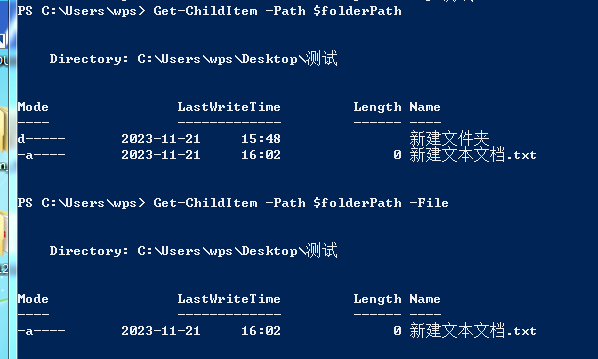 PS C:\Users\wps> Get-ChildItem -Path $folderPath
Directory: C:\Users\wps\Desktop\测试
Mode LastWriteTime Length Name
---- ------------- ------ ----
d----- 2023-11-21 15:48 新建文件夹
-a---- 2023-11-21 16:02 0 新建文本文档.txt
PS C:\Users\wps> Get-ChildItem -Path $folderPath -File
Directory: C:\Users\wps\Desktop\测试
Mode LastWriteTime Length Name
---- ------------- ------ ----
-a---- 2023-11-21 16:02 0 新建文本文档.txt